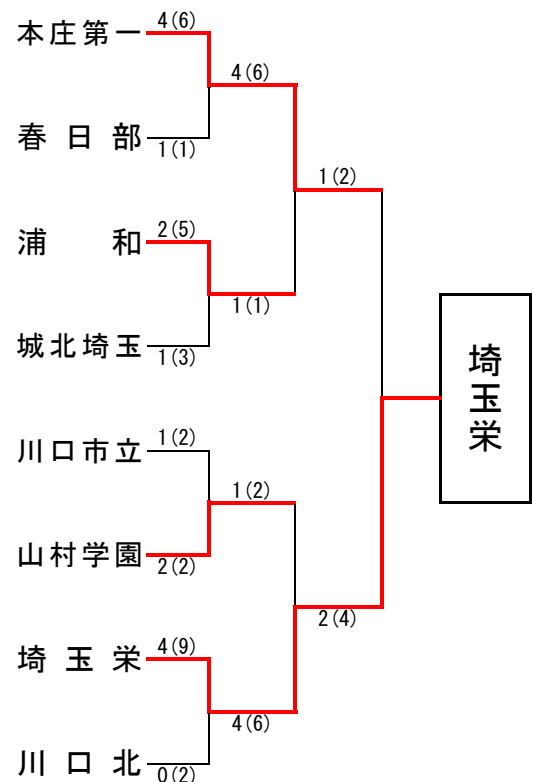 本庄第一
4(6)
4(6)
春日部
1(1)
1(2)
浦和
2(5)
1(1)
城北埼玉
1(3)
埼玉栄
川口市立
1(2)
1(2)
山村学園
2(2)
2(4)
埼玉栄
4(9)
4(6)
川口北
0(2)